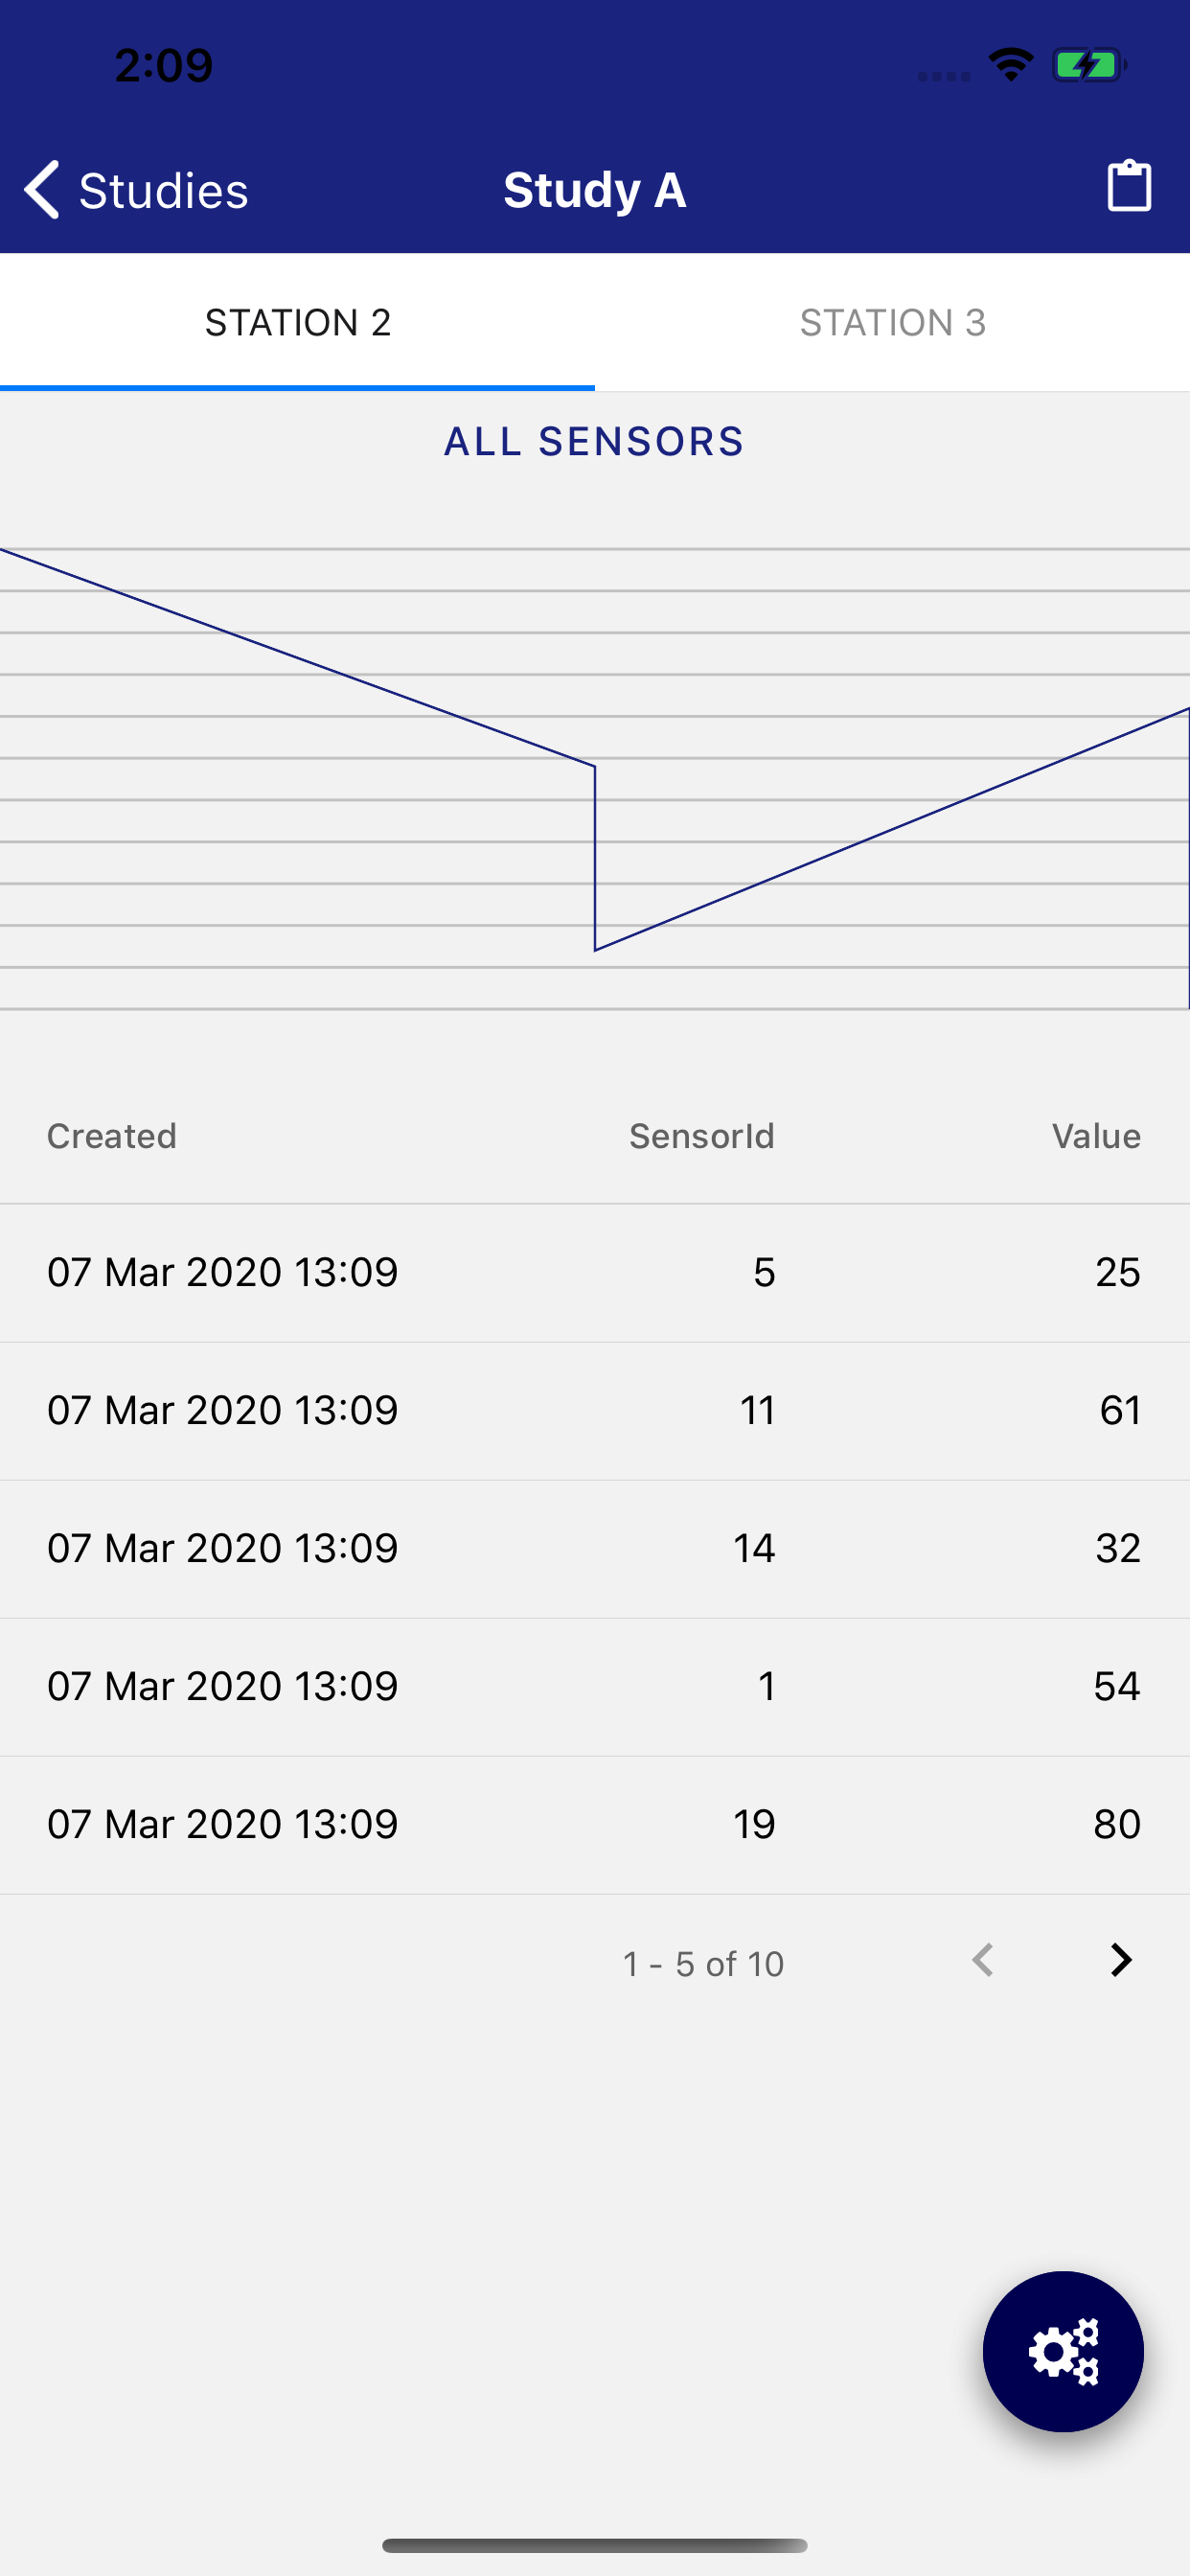 2:09
Studies Study A
STATION 2 STATION 3
ALL SENSORS
Created SensorId Value
07 Mar 2020 13:09 5 25
07 Mar 2020 13:09 11 61
07 Mar 2020 13:09 14 32
07 Mar 2020 13:09 1 54
07 Mar 2020 13:09 19 80
1 - 5 of 10